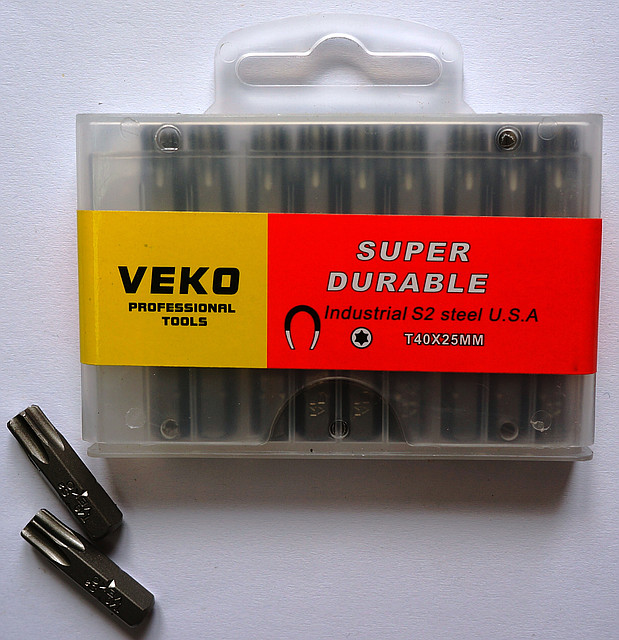 VEKO
PROFESSIONAL
TOOLS
SUPER
DURABLE
Industrial S2 steel U.S.A
T40X25MM